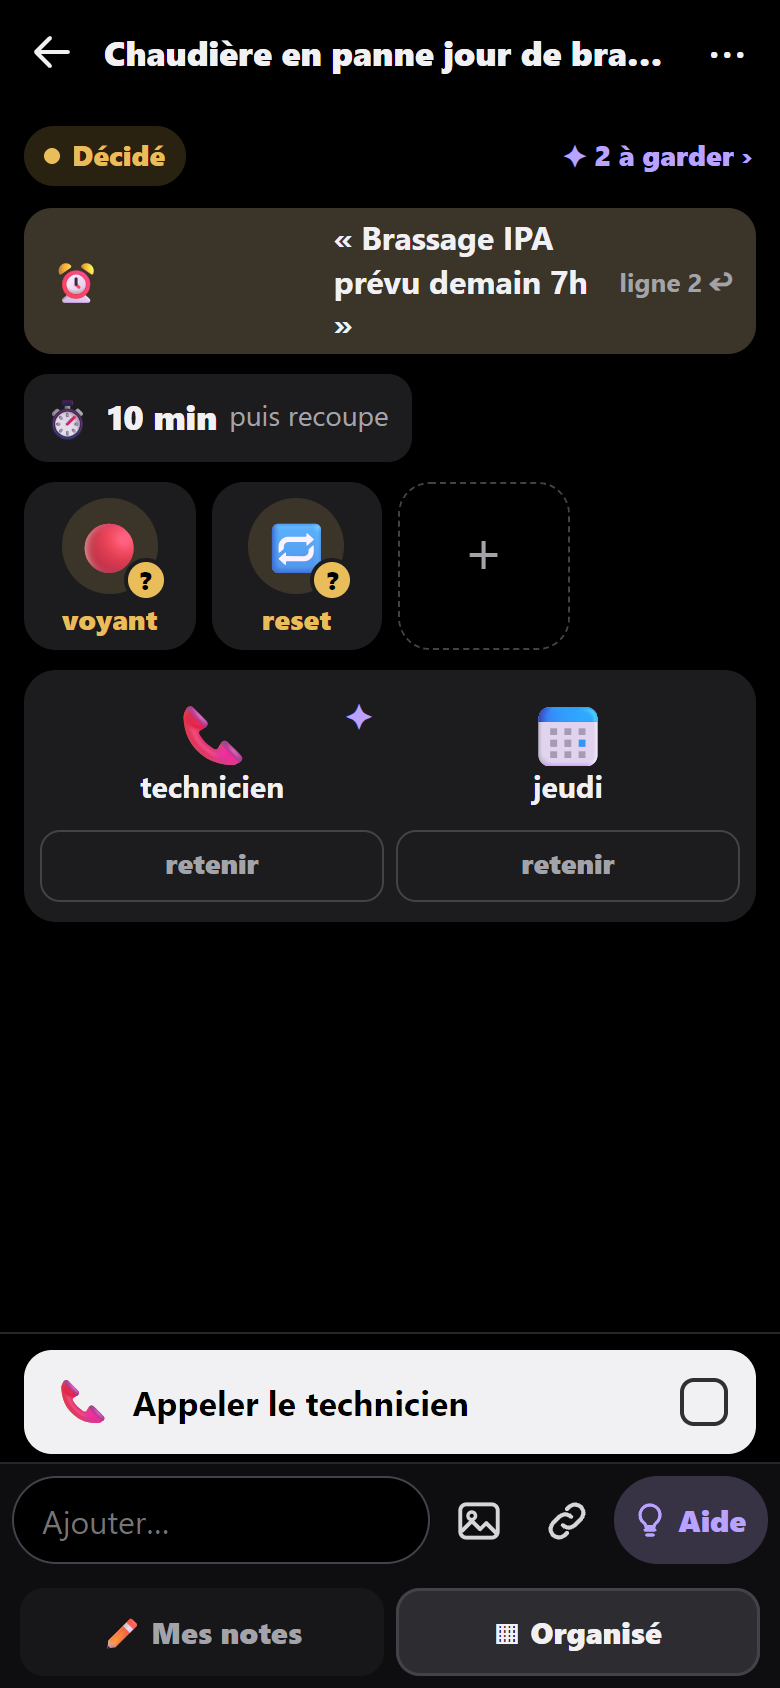 Chaudière en panne jour de bra...
Décidé
2 à garder ›
« Brassage IPA
prévu demain 7h
»
ligne 2
10 min puis recoupe
? ?
voyant reset
+
technicien jeudi
retenir retenir
Appeler le technicien
Ajouter...
Aide
Mes notes Organisé